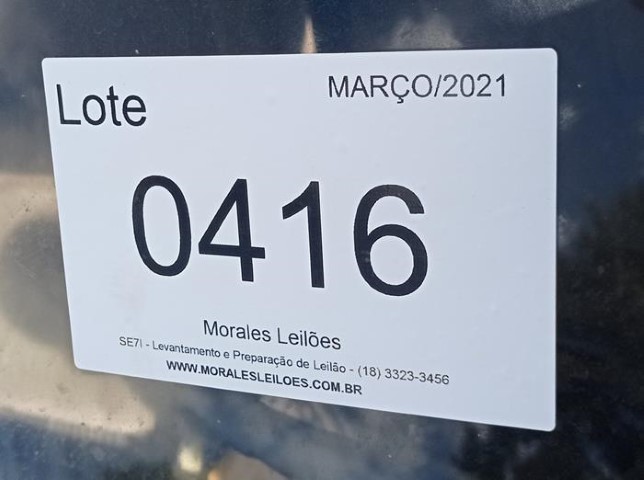 Lote
MARÇO/2021
0416
Morales Leilões
SE7I - Levantamento e Preparação de Leilão - (18) 3323-3456
WWW.MORALESLEILOES.COM.BR